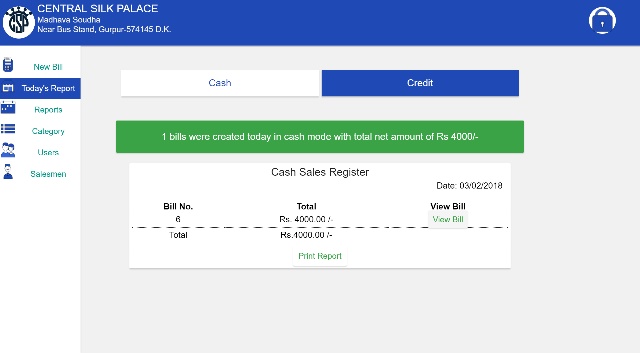 CENTRAL SILK PALACE
Madhava Soudha
Near Bus Stand, Gurpur-574145 D.K.
New Bill
Today's Report
Reports
Category
Users
Salesmen
Cash Credit
1 bills were created today in cash mode with total net amount of Rs 4000/-
Cash Sales Register
Date: 03/02/2018
Bill No. Total View Bill
6 Rs. 4000.00 /- View Bill
Total Rs.4000.00 /-
Print Report